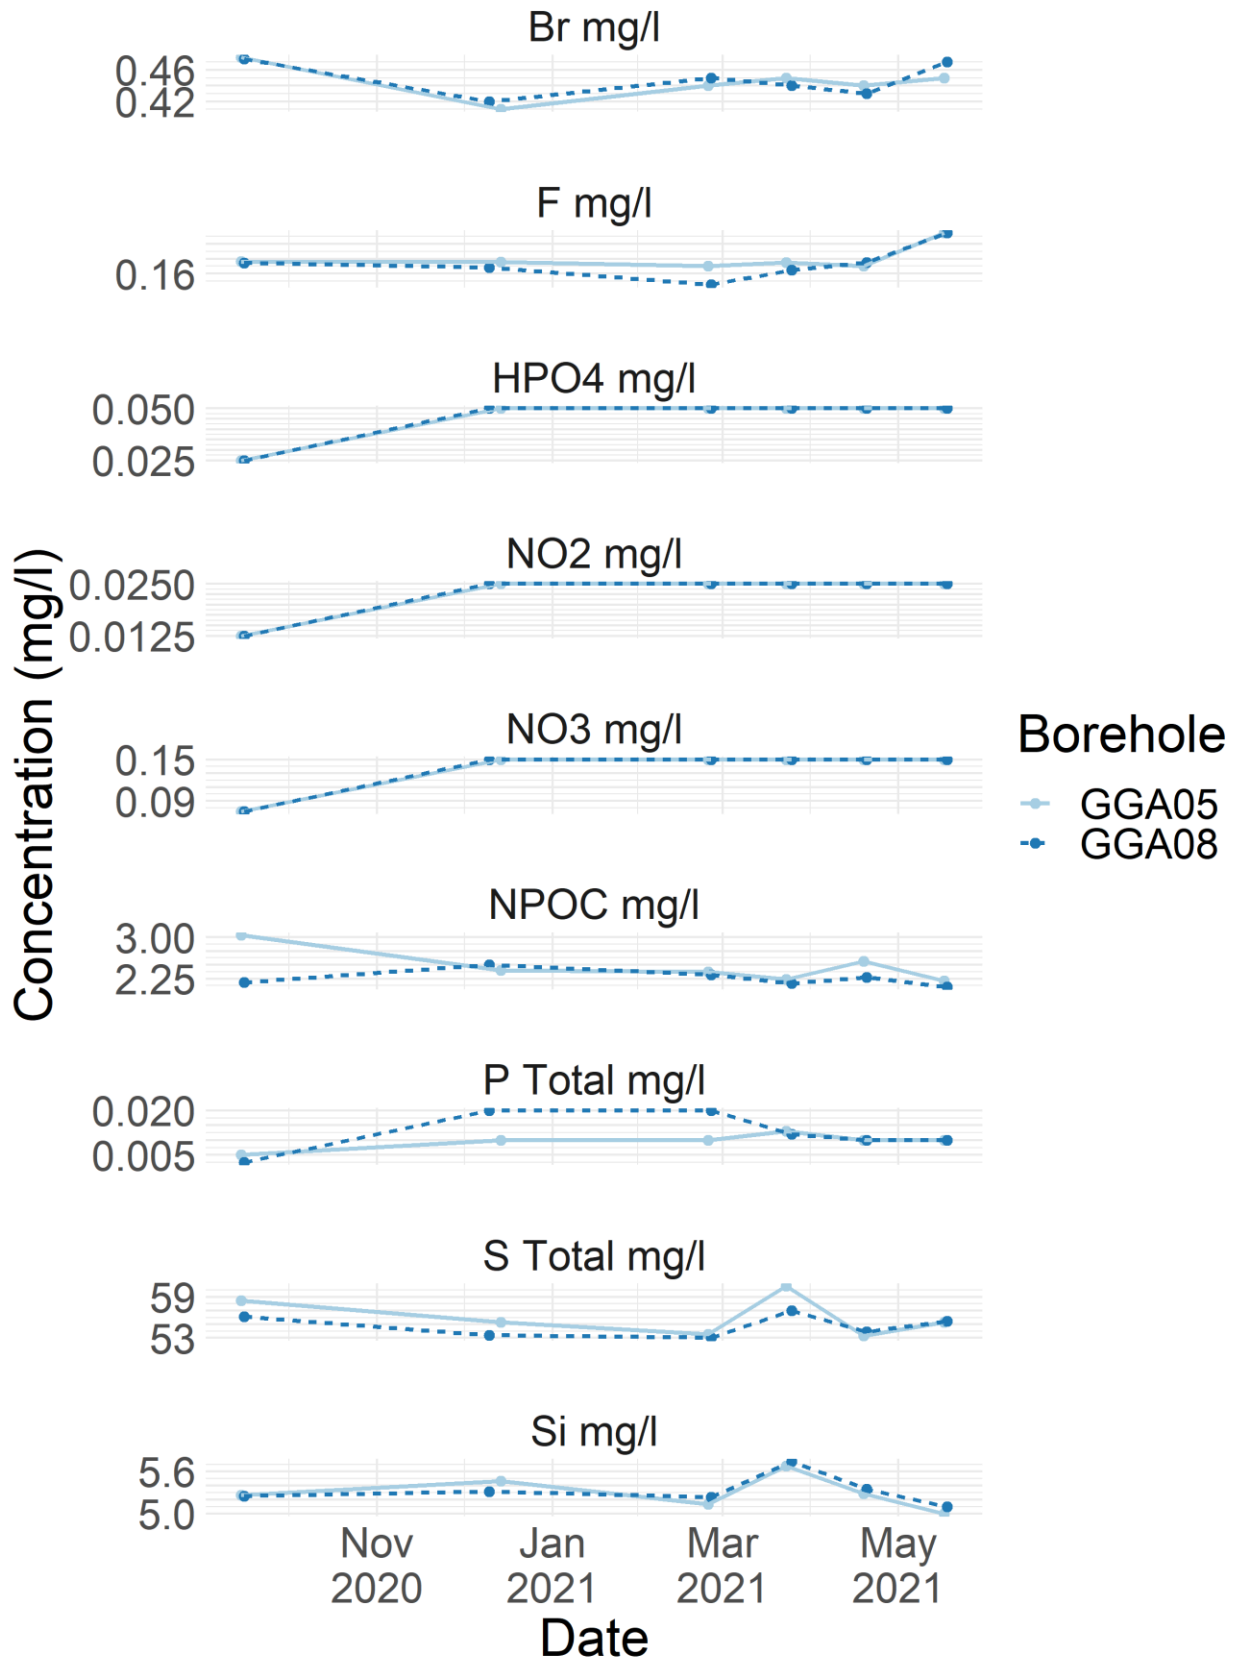 Br mg/l
0.46
0.42
F mg/l
0.16
HPO4 mg/l
0.050
0.025
NO2 mg/l
0.0250
0.0125
NO3 mg/l
0.15
0.09
NPOC mg/l
3.00
2.25
P Total mg/l
0.020
0.005
S Total mg/l
59
53
Si mg/l
5.6
5.0
Nov Jan Mar May
2020 2021 2021 2021
Date
Concentration (mg/l)
Borehole
GGA05
GGA08